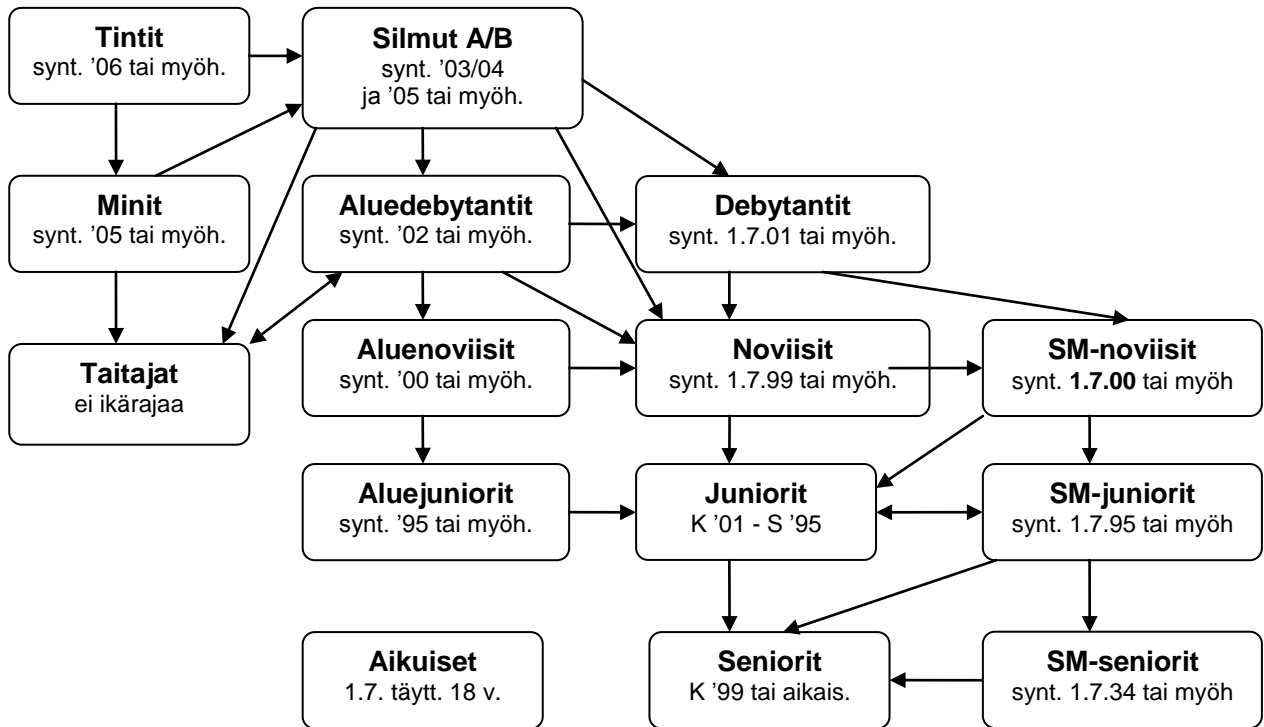 Tintit
synt. ’06 tai myöh.
Silmut A/B
synt. ’03/04
ja ’05 tai myöh.
Minit
synt. ’05 tai myöh.
Aluedebytantit
synt. ’02 tai myöh.
Debytantit
synt. 1.7.01 tai myöh.
Taitajat
ei ikärajaa
Aluenoviisit
synt. ’00 tai myöh.
Noviisit
synt. 1.7.99 tai myöh.
SM-noviisit
synt. 1.7.00 tai myöh
Aluejuniorit
synt. ’95 tai myöh.
Juniorit
K ’01 - S ’95
SM-juniorit
synt. 1.7.95 tai myöh
Aikuiset
1.7. täytt. 18 v.
Seniorit
K ’99 tai aikais.
SM-seniorit
synt. 1.7.34 tai myöh